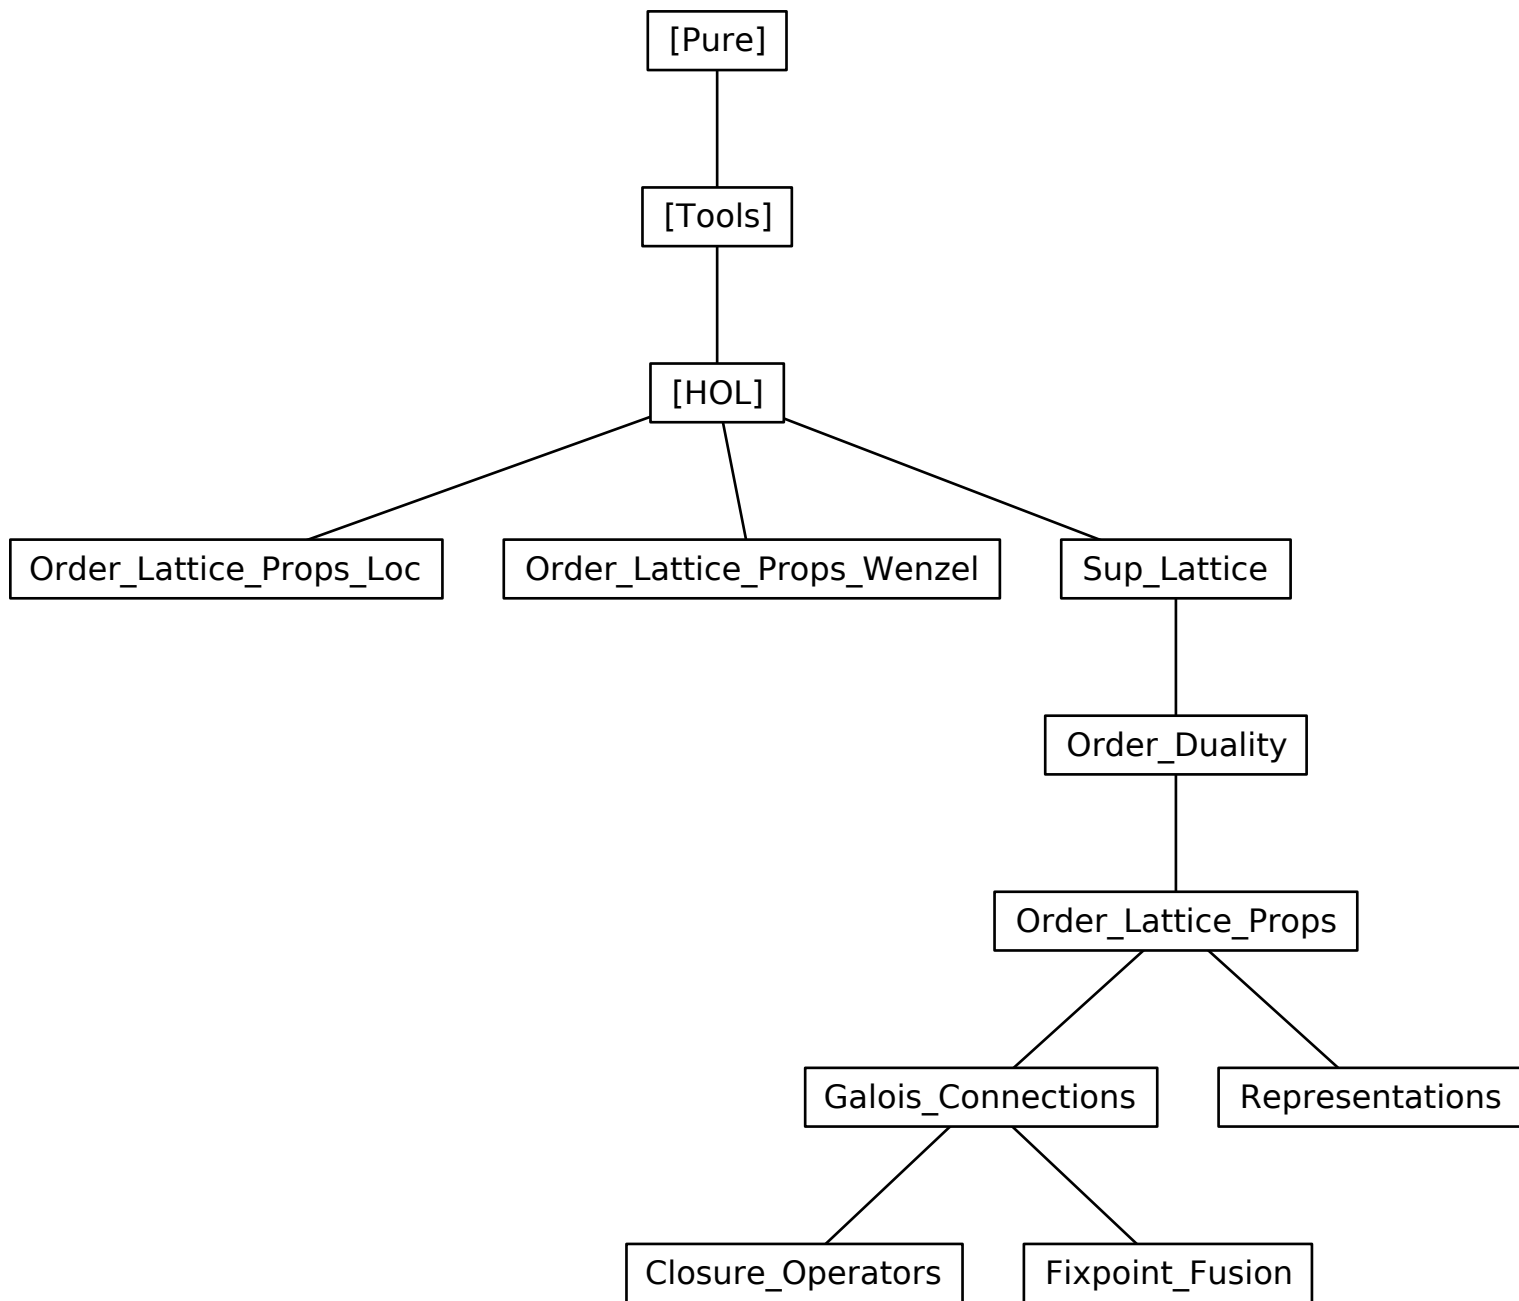 [Pure]
[Tools]
[HOL]
Order_Lattice_Props_Loc
Order_Lattice_Props_Wenzel
Sup_Lattice
Order_Duality
Order_Lattice_Props
Galois_Connections
Representations
Closure_Operators
Fixpoint_Fusion